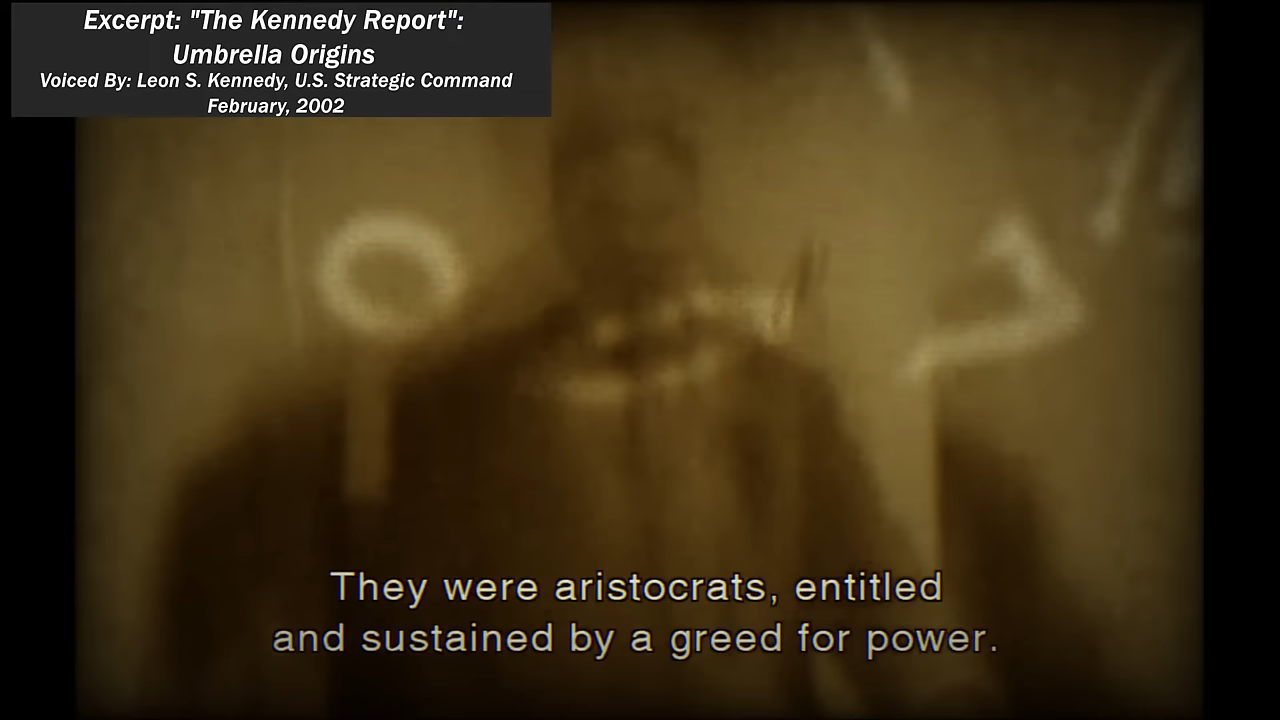 Excerpt: "The Kennedy Report":
Umbrella Origins
Voiced By: Leon S. Kennedy, U.S. Strategic Command
February, 2002
They were aristocrats, entitled
and sustained by a greed for power.